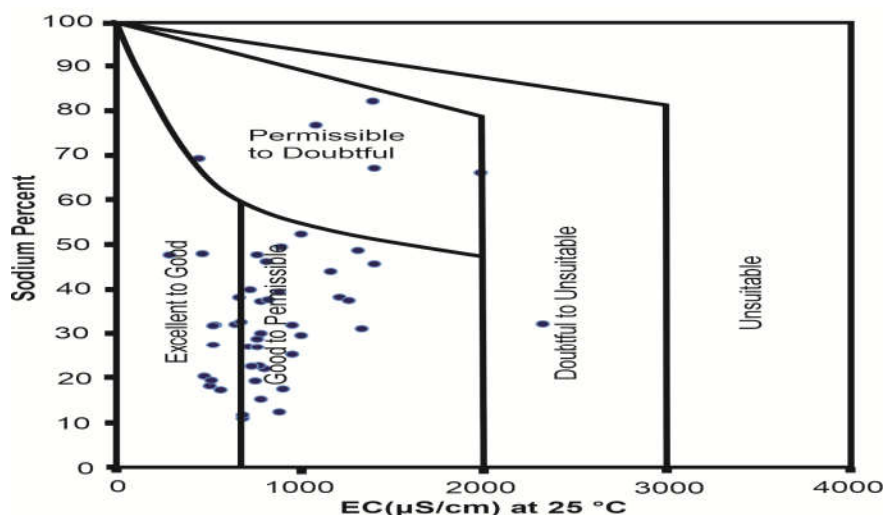 100
90
80
70
60
50
40
30
20
10
0
Sodium Percent
Permissible
to Doubtful
Excellent to Good
Good to Permissible
Doubtful to Unsuitable
Unsuitable
0
1000
2000
3000
4000
EC(µS/cm) at 25 °C